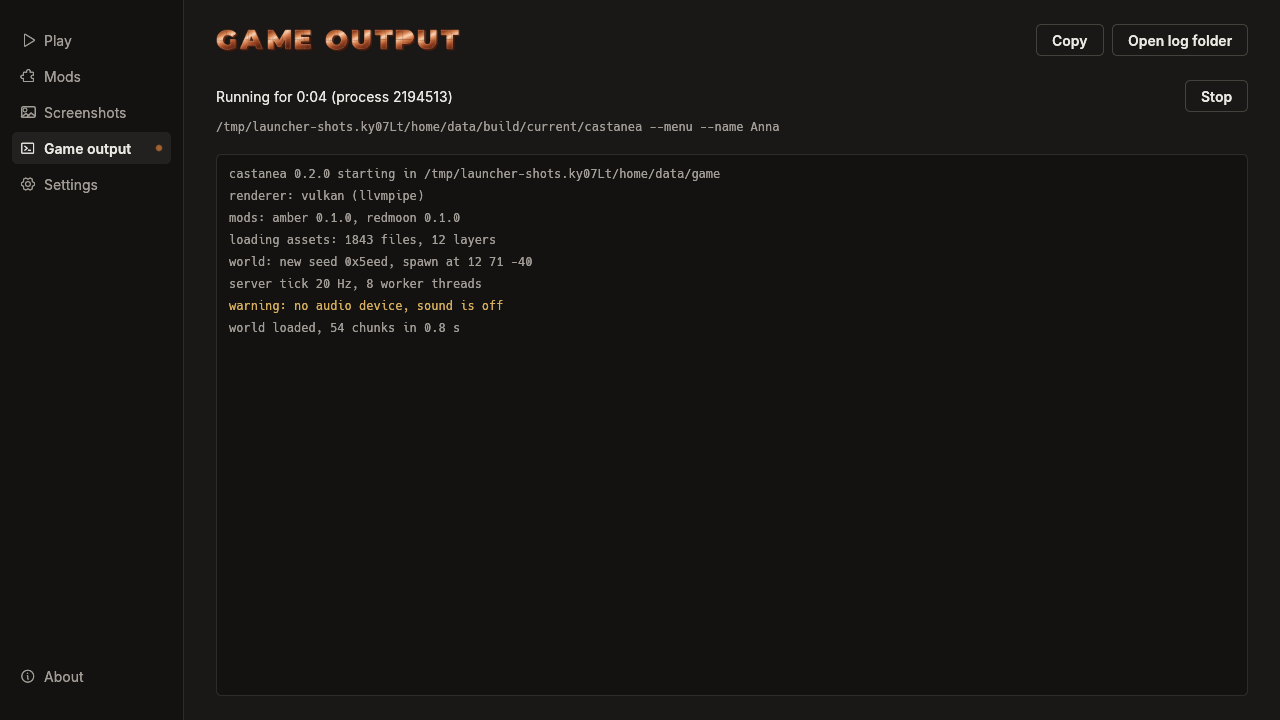 Play
Mods
Screenshots
Game output
Settings
About
GAME OUTPUT
Copy
Open log folder
Running for 0:04 (process 2194513)
Stop
/tmp/launcher-shots.ky07Lt/home/data/build/current/castanea --menu --name Anna
castanea 0.2.0 starting in /tmp/launcher-shots.ky07Lt/home/data/game
renderer: vulkan (llvmpipe)
mods: amber 0.1.0, redmoon 0.1.0
loading assets: 1843 files, 12 layers
world: new seed 0x5eed, spawn at 12 71 -40
server tick 20 Hz, 8 worker threads
warning: no audio device, sound is off
world loaded, 54 chunks in 0.8 s